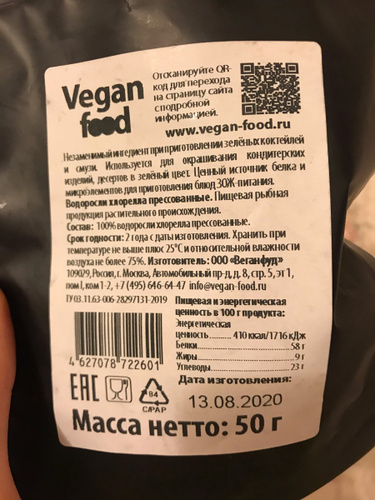 Vegan
food
Отсканируйте QR-
код для перехода
на страницу сайта
с подробной
информацией.
www.vegan-food.ru
Незаменимый ингредиент при приготовлении зелёных коктейлей
и смузи. Используется для окрашивания кондитерских
изделий, десертов в зелёный цвет. Ценный источник белка и
микроэлементов для приготовления блюд ЗОЖ-питания.
Водоросли хлорелла прессованные. Пищевая рыбная
продукция растительного происхождения.
Состав: 100% водоросли хлорелла прессованные.
Срок годности: 2 года с даты изготовления. Хранить при
температуре не выше плюс 25°С и относительной влажности
воздуха не более 75%. Изготовитель: ООО «Веганфуд»
109079, Россия, г. Москва, Автомобильный пр-д, д. 8, стр. 5, эт 1,
пом I, ком 1-2, +7 (495) 646-64-47 info@vegan-food.ru
ТУ 03.11.63-006-28297131-2019
4 627078 722601
Пищевая и энергетическая
ценность в 100 г продукта:
Энергетическая
ценность 410 ккал/1716 кДж
Белки 58 г
Жиры 9 г
Углеводы 23 г
Дата изготовления:
13.08.2020
EAC
84
C/PAP
Масса нетто: 50 г